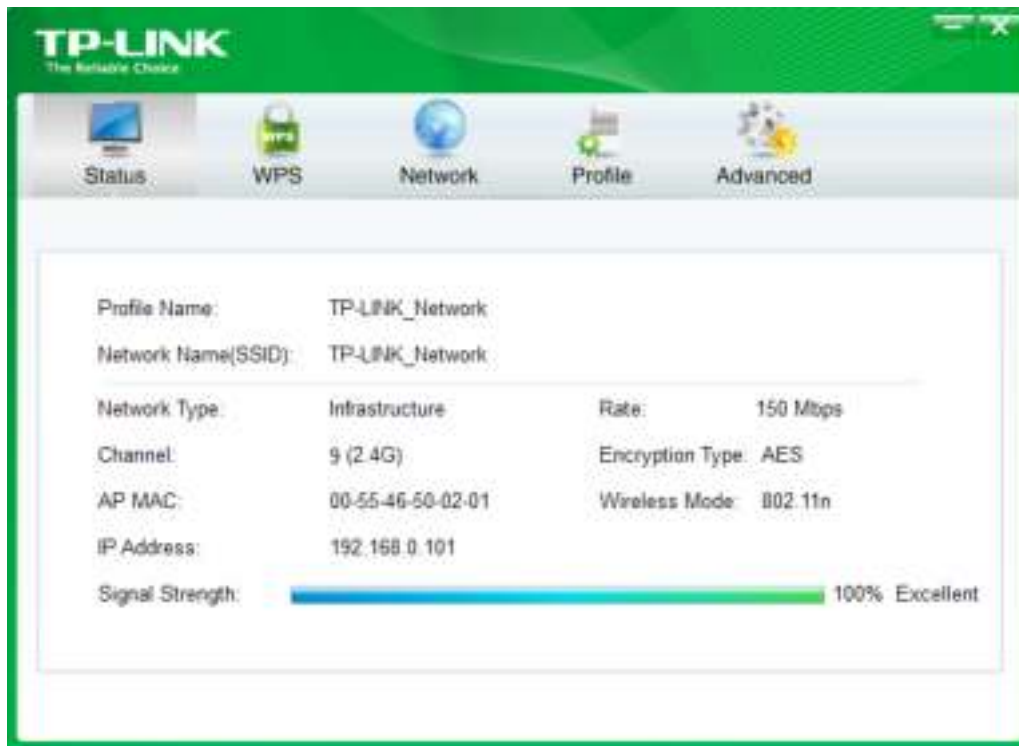 TP-LINK
The Reliable Choice
Status WPS Network Profile Advanced
WPS
Profile Name: TP-LINK_Network
Network Name(SSID): TP-LINK_Network
Network Type: Infrastructure Rate: 150 Mbps
Channel: 9 (2.4G) Encryption Type: AES
AP MAC: 00-55-46-50-02-01 Wireless Mode: 802.11n
IP Address: 192.168.0.101
Signal Strength: 100% Excellent